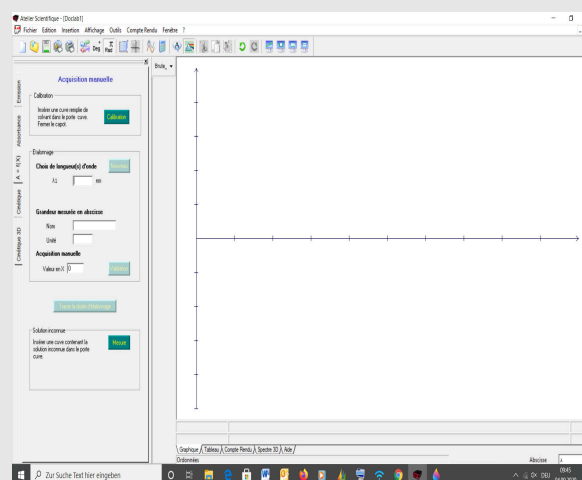 Atelier Scientifique - [Doclab1]
Fichier Edition Insertion Affichage Outils Compte Rendu Fenêtre ?
Deg Rad
Brute_
Emission
Absorbance
A = f(X)
Cinétique
Cinétique 3D
Acquisition manuelle
Calibration
Insérer une cuve remplie de
solvant dans le porte cuve.
Fermer le capot.
Calibration
Etalonnage
Choix de longueur(s) d'onde
λ1 nm
Grandeur mesurée en abscisse
Nom
Unité
Acquisition manuelle
Valeur en X 0
Tracer la droite d'étalonnage
Solution inconnue
Insérer une cuve contenant la
solution inconnue dans le porte
cuve.
Mesure
Graphique Tableau Compte Rendu Spectre 3D Aide
Ordonnées Abscisse
Zur Suche Text hier eingeben
DEU
09:45